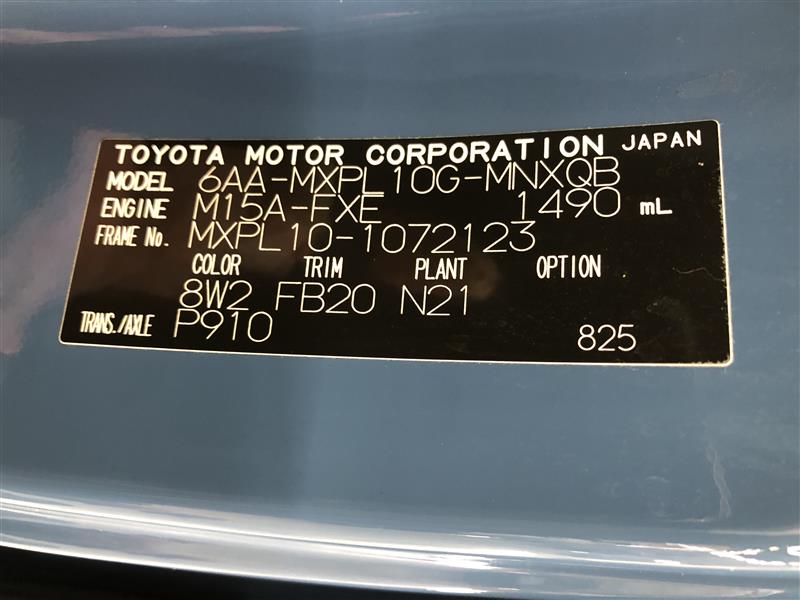 TOYOTA MOTOR CORPORATION JAPAN
MODEL 6AA-MXPL10G-MNXQB
ENGINE M15A-FXE 1490 mL
FRAME No. MXPL10-1072123
COLOR TRIM PLANT OPTION
8W2 FB20 N21
TRANS./AXLE P910 825